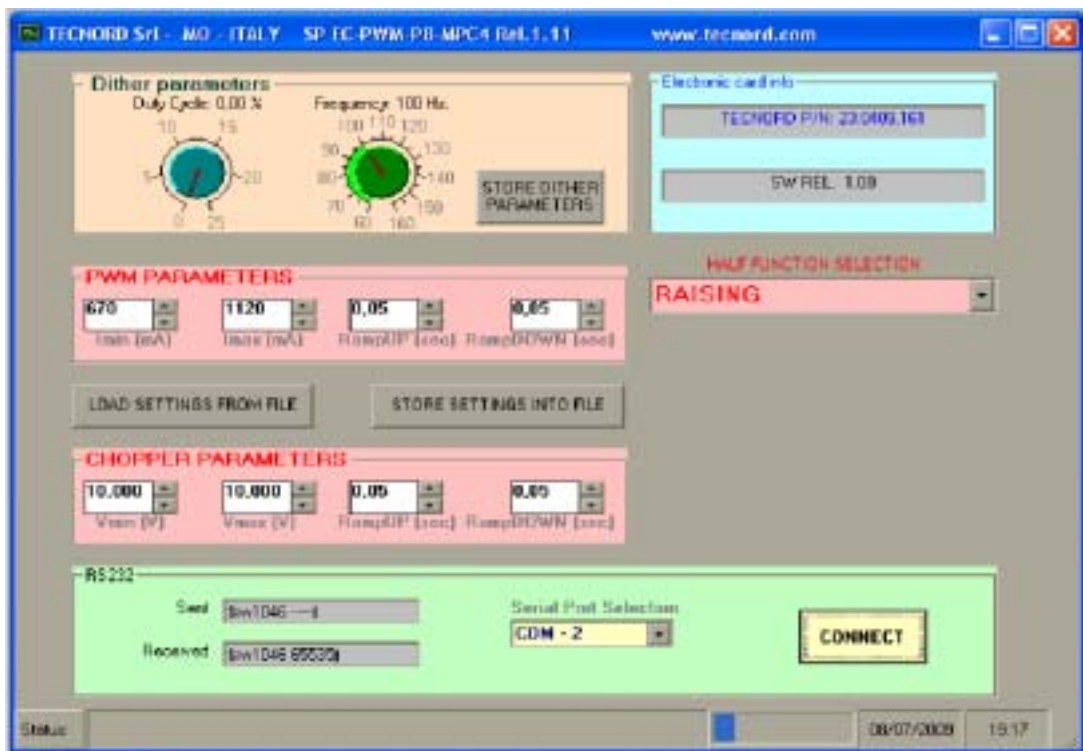 TECNORD Srl - MO - ITALY SP EC-PWM-P8-MPC4 Rel.1.11 www.tecnord.com
Dither parameters
Duty Cycle: 0.00 %
0 5 10 15 20 25
Frequency: 100 Hz.
60 70 80 90 100 110 120 130 140 150 160
STORE DITHER
PARAMETERS
Electronic card info
TECNORD P/N:
SW REL. 1.09
HALF FUNCTION SELECTION
RAISING
PWM PARAMETERS
670 1120 0,05 0,05
Imin (mA) Imax (mA) RampUP (sec) RampDOWN (sec)
LOAD SETTINGS FROM FILE STORE SETTINGS INTO FILE
CHOPPER PARAMETERS
10,000 10,000 0,05 0,05
Vmin (V) Vmax (V) RampUP (sec) RampDOWN (sec)
RS232
Sent
Received
Serial Port Selection
COM - 2
CONNECT
Status: 08/07/2009 15:17